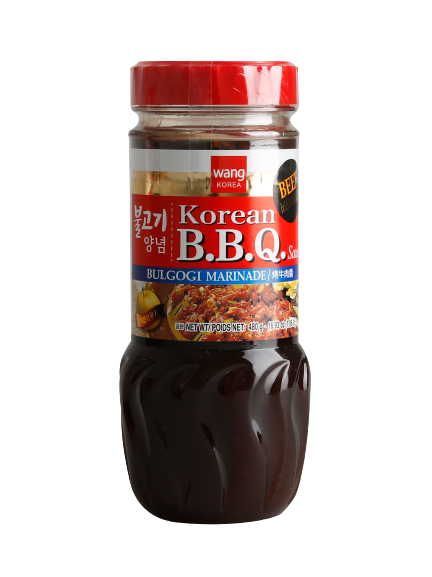 wang
KOREA
BEEF
불고기
양념
Korean
B.B.Q.
BULGOGI MARINADE / 烤牛肉醬
NET WT/ POIDS NET: 480 g